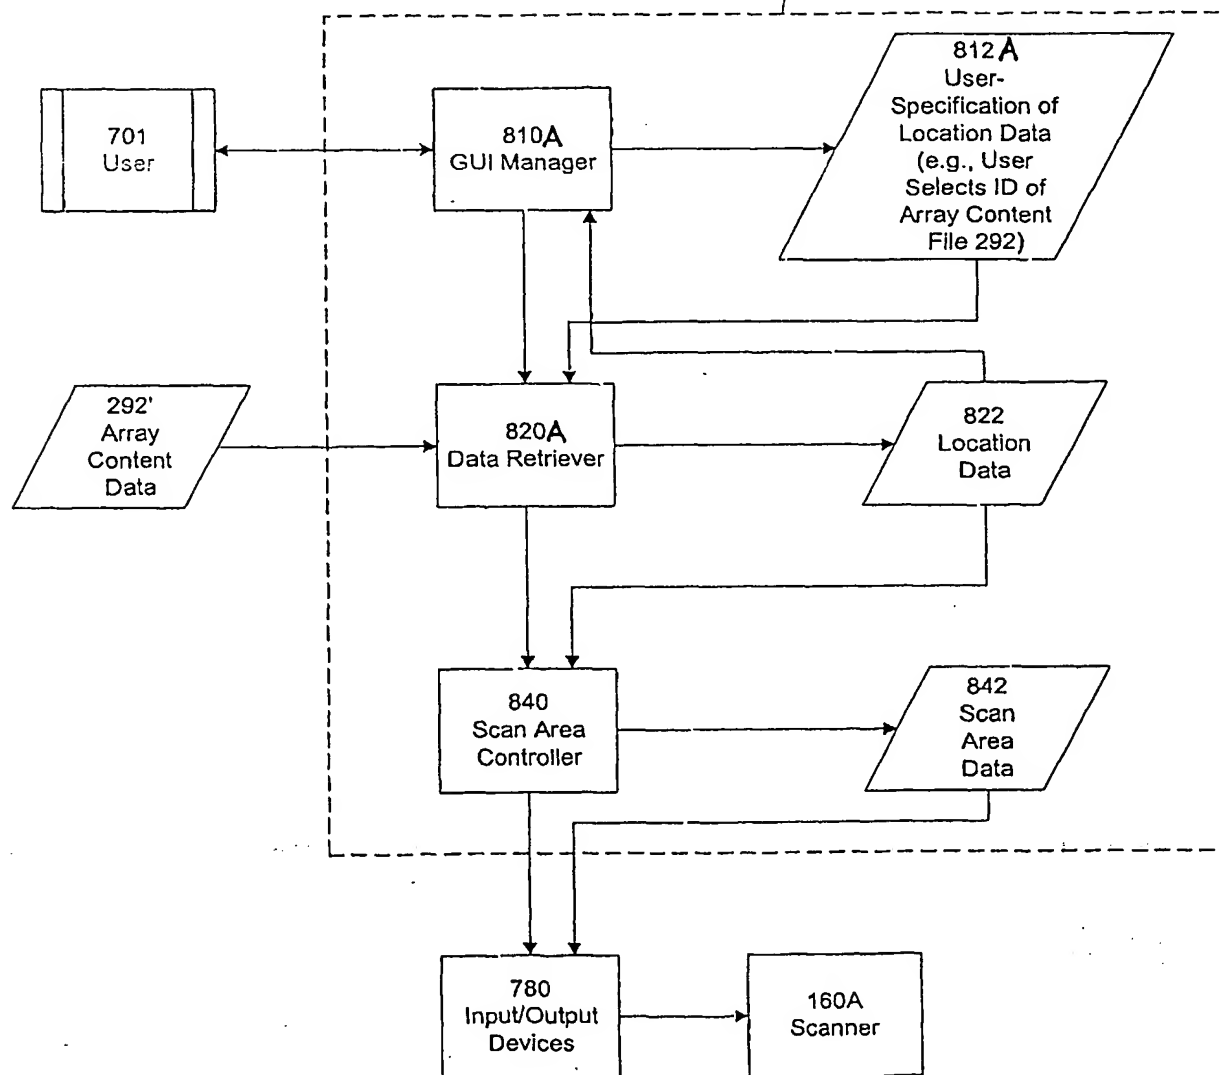 701
User
810A
GUI Manager
812A
User-
Specification of
Location Data
(e.g., User
Selects ID of
Array Content
File 292)
292'
Array
Content
Data
820A
Data Retriever
822
Location
Data
840
Scan Area
Controller
842
Scan
Area
Data
780
Input/Output
Devices
160A
Scanner